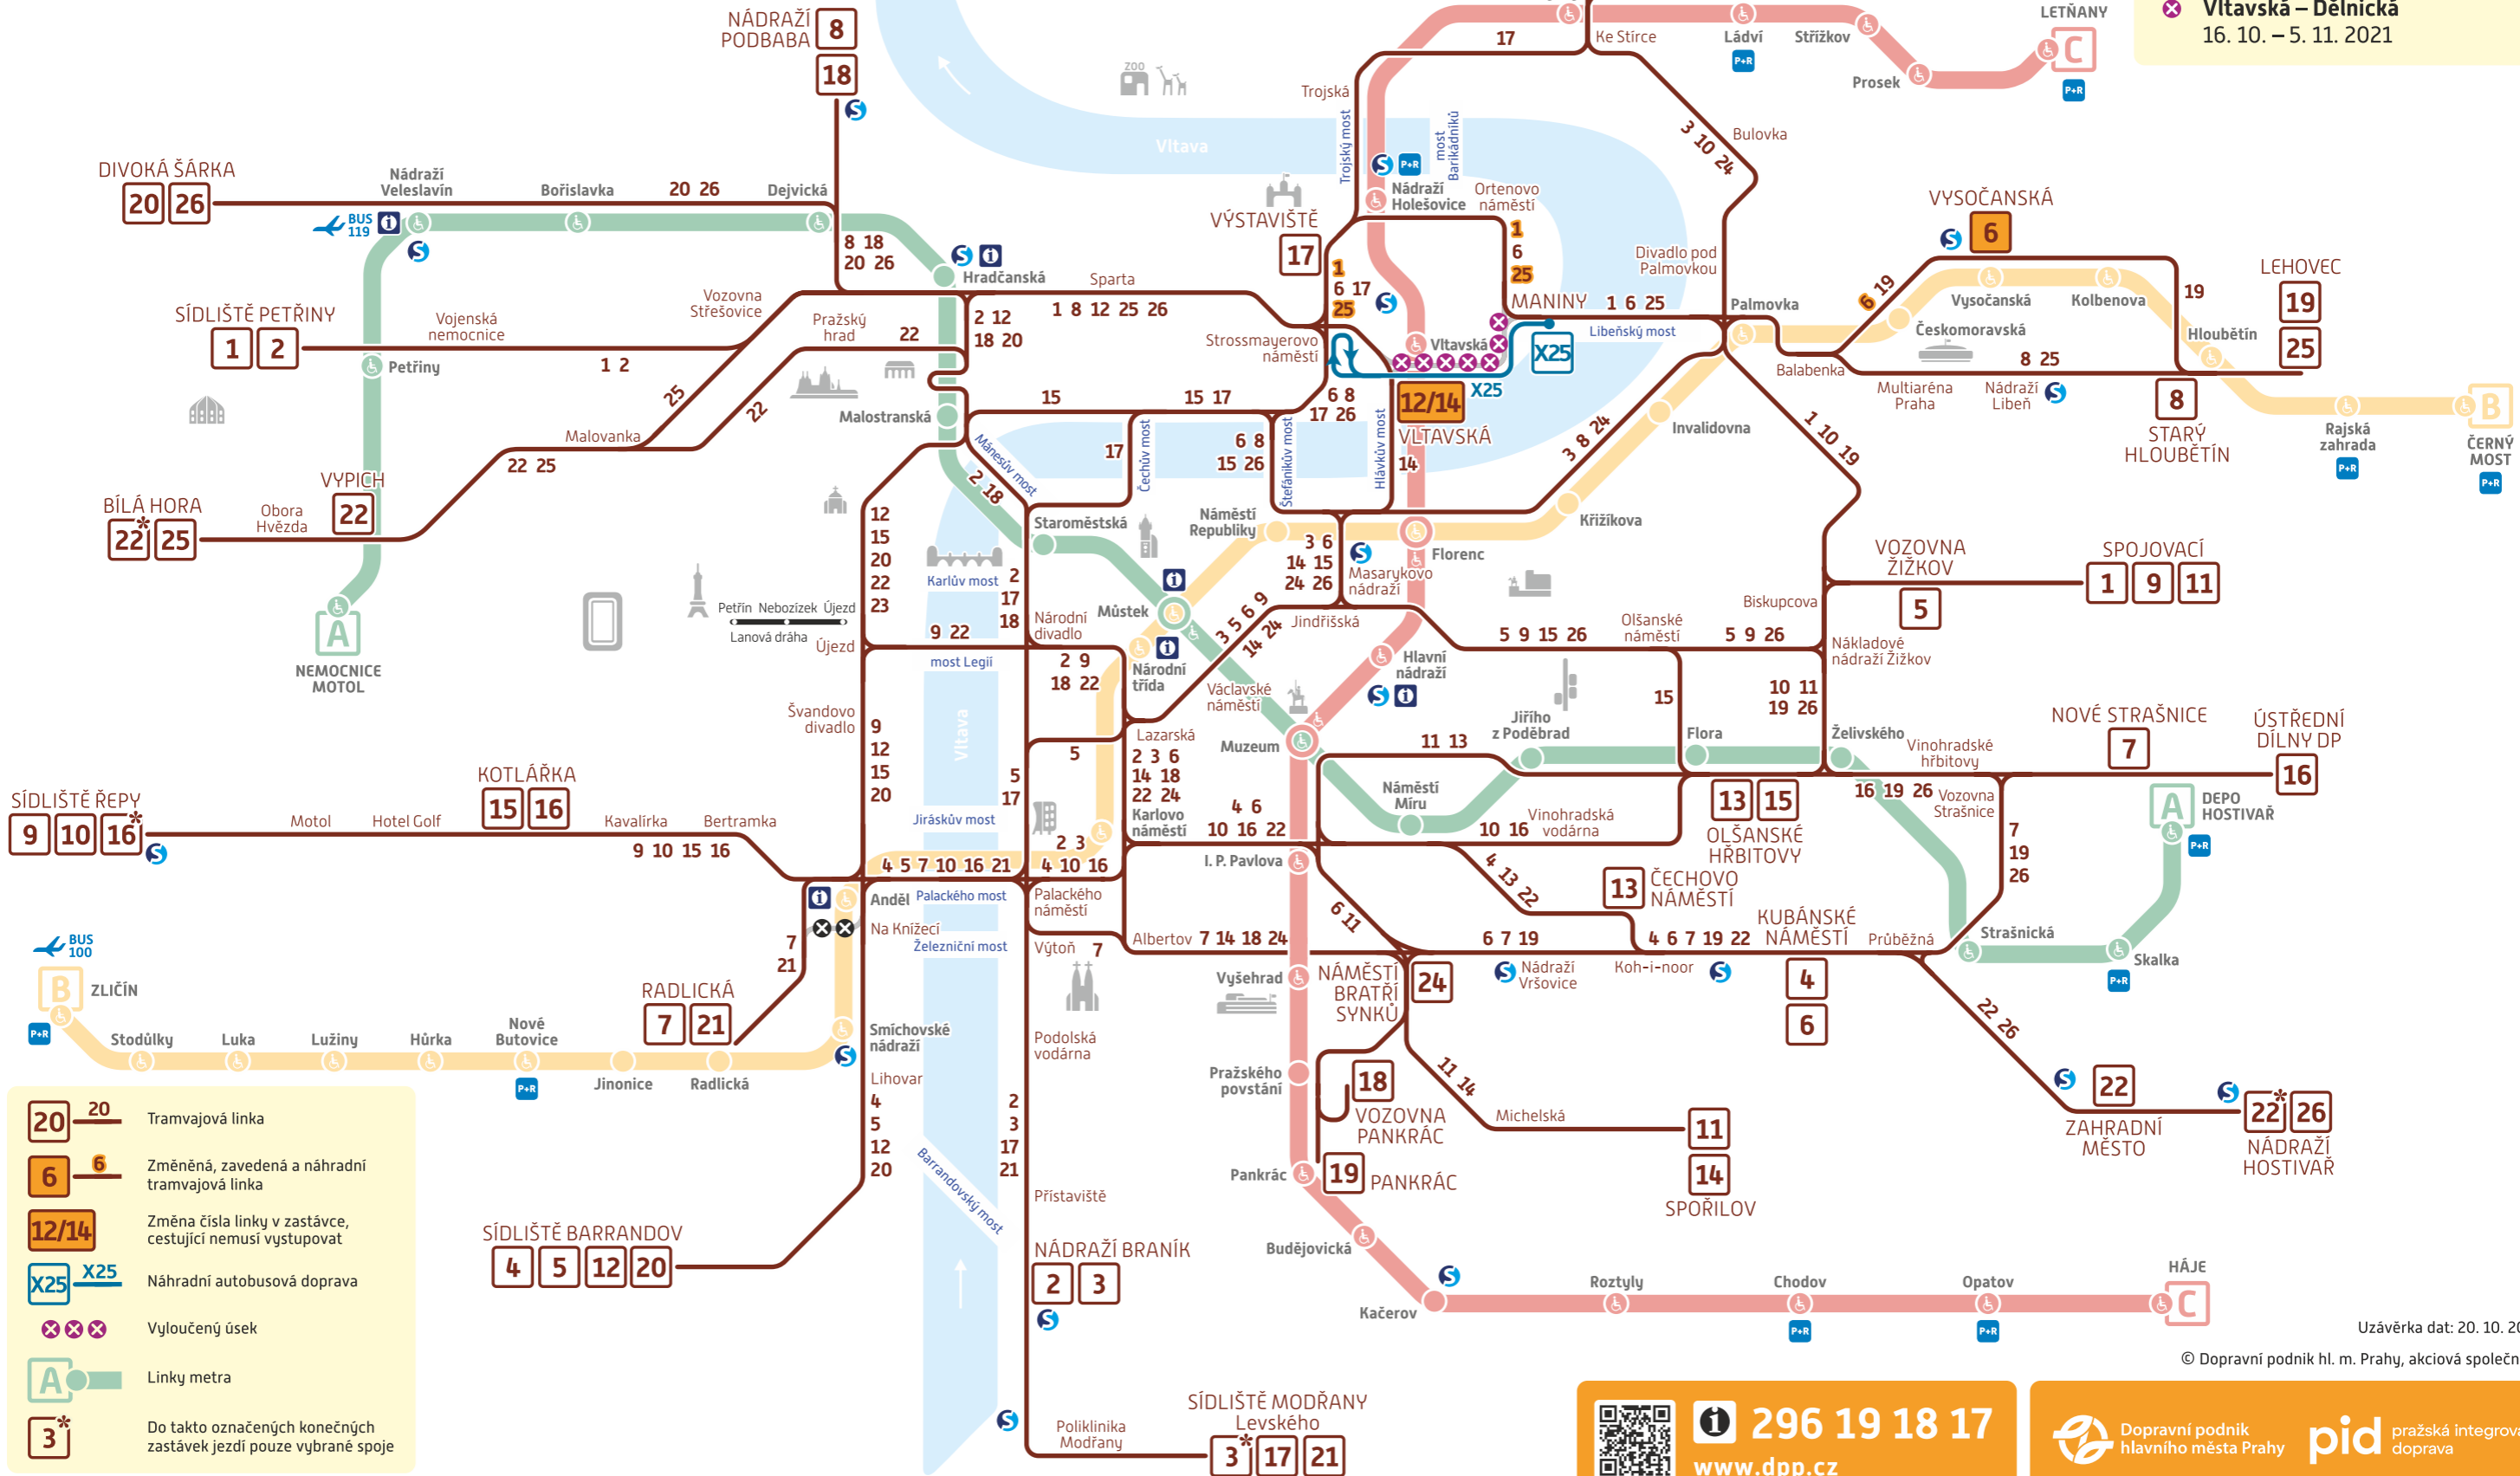 Vltavská – Dělnická
16. 10. – 5. 11. 2021
NÁDRAŽÍ
PODBABA
8
18
ZOO
17
Ke Stírce
Ládví
P+R
Střížkov
Prosek
LETŇANY
C
P+R
Trojská
Trojský most
most
Barikádníků
Vltava
3 10 24
Bulovka
DIVOKÁ ŠÁRKA
20 26
Nádraží
Veleslavín
BUS
119
Bořislavka
20 26
Dejvická
8 18
20 26
Hradčanská
P+R
Nádraží
Holešovice
Ortenovo
náměstí
VÝSTAVIŠTĚ
17
1
6
25
1
6 17
25
Divadlo pod
Palmovkou
VYSOČANSKÁ
6
LEHOVEC
19
25
SÍDLIŠTĚ PETŘINY
1 2
Vojenská
nemocnice
1 2
Petřiny
Vozovna
Střešovice
Pražský
hrad
22
Sparta
1 8 12 25 26
2 12
18 20
Strossmayerovo
náměstí
Vltavská
MANINY
1 6 25
Libeňský most
X25
X25
12/14
VLTAVSKÁ
Palmovka
6 19
Vysočanská
Kolbenova
19
Českomoravská
Hloubětín
8 25
Balabenka
Multiaréna
Praha
Nádraží
Libeň
8
STARÝ
HLOUBĚTÍN
Rajská
zahrada
P+R
B
ČERNÝ
MOST
P+R
25
22
Malovanka
22 25
Malostranská
15
15 17
6 8
17 26
Mánesův most
2 18
17
Čechův most
6 8
15 26
Štefánikův most
Hlávkův most
14
3 8 24
Invalidovna
1 10 19
VYPICH
22
BÍLÁ HORA
22* 25
Obora
Hvězda
A
NEMOCNICE
MOTOL
12
15
20
22
23
Staroměstská
Karlův most
2
17
18
Náměstí
Republiky
Křižíkova
Florenc
3 6
14 15
24 26
Masarykovo
nádraží
VOZOVNA
ŽIŽKOV
5
SPOJOVACÍ
1 9 11
Petřín Nebozízek Újezd
Lanová dráha
Újezd
9 22
most Legií
Národní
divadlo
Můstek
3 5 6 9
14 24
Jindřišská
5 9 15 26
Olšanské
náměstí
5 9 26
Biskupcova
Nákladové
nádraží Žižkov
2 9
18 22
Národní
třída
Václavské
náměstí
Hlavní
nádraží
15
10 11
19 26
Švandovo
divadlo
9
12
15
20
Vltava
5
Lazarská
2 3 6
14 18
22 24
Karlovo
náměstí
5
17
Jiráskův most
Muzeum
11 13
Jiřího
z Poděbrad
Flora
Želivského
Vinohradské
hřbitovy
NOVÉ STRAŠNICE
7
ÚSTŘEDNÍ
DÍLNY DP
16
Náměstí
Míru
4 6
10 16 22
10 16
Vinohradská
vodárna
13 15
OLŠANSKÉ
HŘBITOVY
16 19 26
Vozovna
Strašnice
7
19
26
A
DEPO
HOSTIVAŘ
P+R
SÍDLIŠTĚ ŘEPY
9 10 16*
Motol
Hotel Golf
KOTLÁŘKA
15 16
Kavalírka
Bertramka
9 10 15 16
4 5 7 10 16 21
2 3
4 10 16
Anděl
Palackého most
Palackého
náměstí
Na Knížecí
Železniční most
Výtoň
7
7
21
I. P. Pavlova
4 13 22
13
ČECHOVO
NÁMĚSTÍ
6 11
Albertov
7 14 18 24
6 7 19
4 6 7 19 22
KUBÁNSKÉ
NÁMĚSTÍ
4
6
Průběžná
Strašnická
Skalka
P+R
BUS
100
B
ZLIČÍN
P+R
Stodůlky
Luka
Lužiny
Hůrka
Nové
Butovice
P+R
Jinonice
Radlická
RADLICKÁ
7 21
Smíchovské
nádraží
Lihovar
4
5
12
20
Podolská
vodárna
2
3
17
21
Barrandovský most
Přístaviště
Vyšehrad
NÁMĚSTÍ
BRATŘÍ
SYNKŮ
24
Nádraží
Vršovice
Koh-i-noor
Pražského
povstání
18
VOZOVNA
PANKRÁC
11 14
Michelská
11
14
SPOŘILOV
Pankrác
19
PANKRÁC
22 26
22
ZAHRADNÍ
MĚSTO
22* 26
NÁDRAŽÍ
HOSTIVAŘ
SÍDLIŠTĚ BARRANDOV
4 5 12 20
NÁDRAŽÍ BRANÍK
2 3
Budějovická
Kačerov
Roztyly
Chodov
P+R
Opatov
P+R
HÁJE
C
Poliklinika
Modřany
SÍDLIŠTĚ MODŘANY
Levského
3* 17 21
20 20 Tramvajová linka
6 6 Změněná, zavedená a náhradní
tramvajová linka
12/14 Změna čísla linky v zastávce,
cestující nemusí vystupovat
X25 X25 Náhradní autobusová doprava
Vyloučený úsek
A Linky metra
3* Do takto označených konečných
zastávek jezdí pouze vybrané spoje
Uzávěrka dat: 20. 10. 20
© Dopravní podnik hl. m. Prahy, akciová společn
296 19 18 17
www.dpp.cz
Dopravní podnik
hlavního města Prahy
pid
pražská integrova
doprava